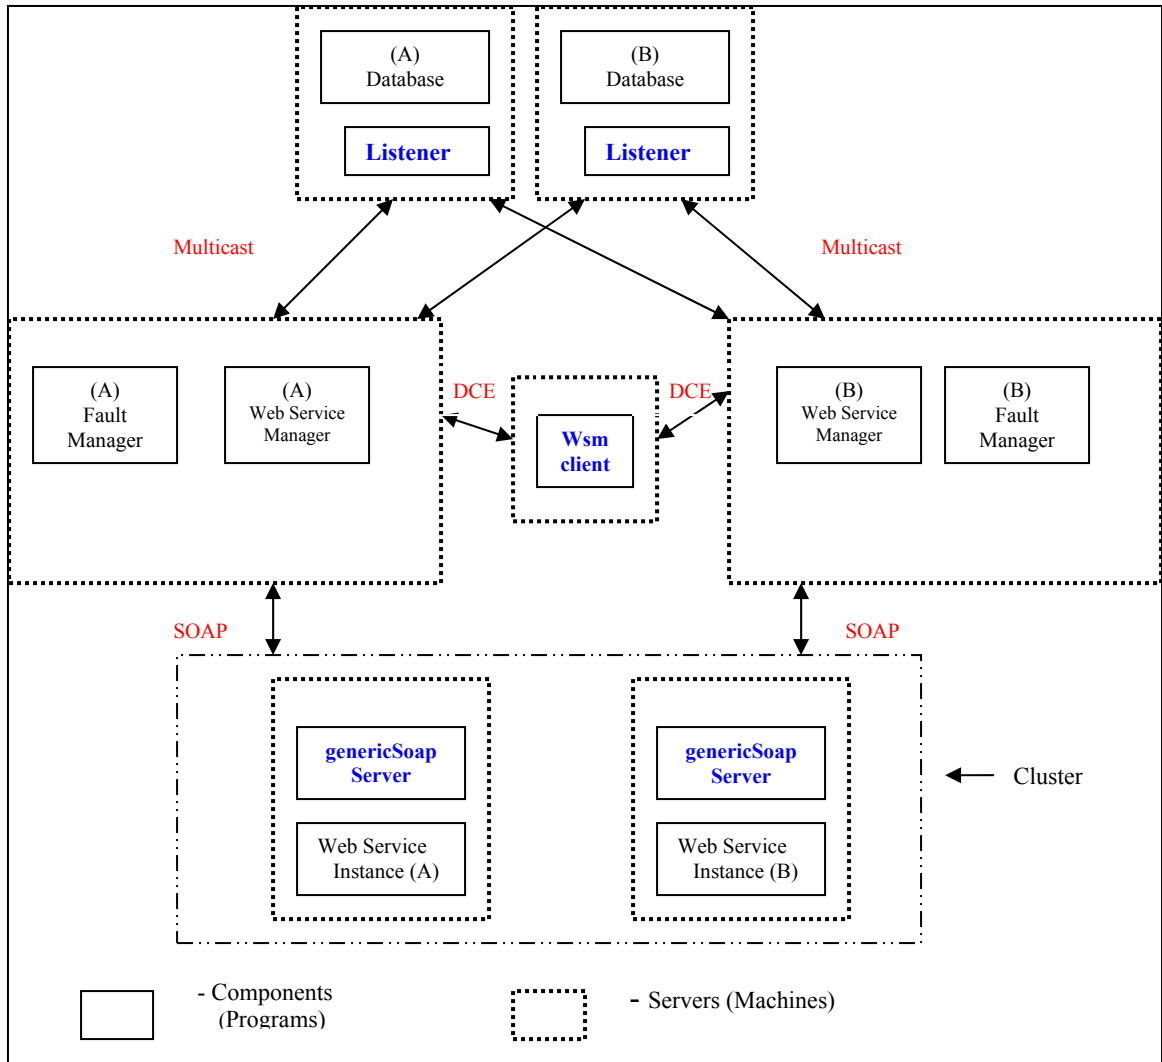 (A)
Database
Listener
(B)
Database
Listener
Multicast
Multicast
(A)
Fault
Manager
(A)
Web Service
Manager
DCE
Wsm
client
DCE
(B)
Web Service
Manager
(B)
Fault
Manager
SOAP
SOAP
genericSoap
Server
Web Service
Instance (A)
genericSoap
Server
Web Service
Instance (B)
Cluster
- Components
(Programs)
- Servers (Machines)